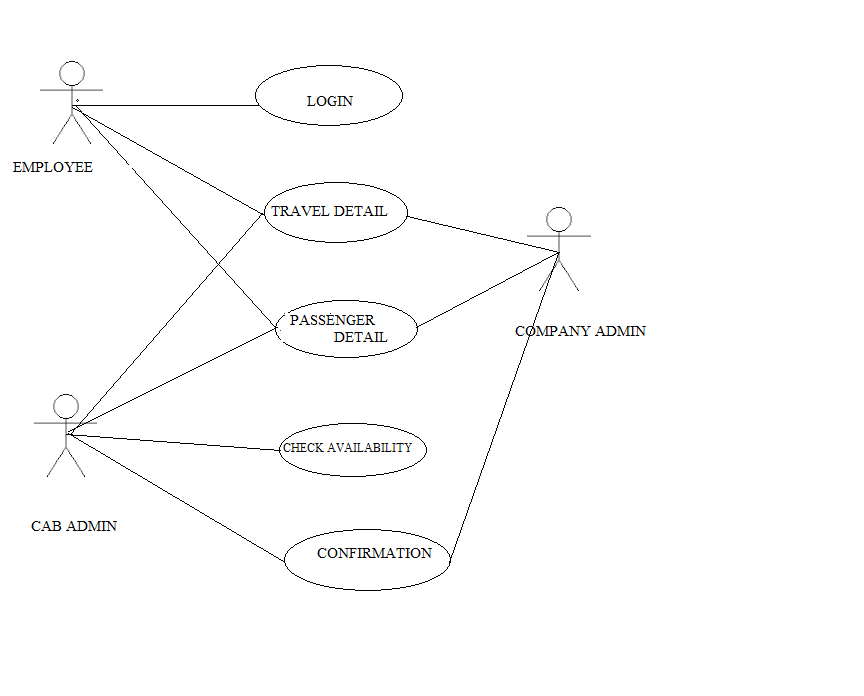 LOGIN
EMPLOYEE
TRAVEL DETAIL
PASSENGER
DETAIL
COMPANY ADMIN
CHECK AVAILABILITY
CAB ADMIN
CONFIRMATION